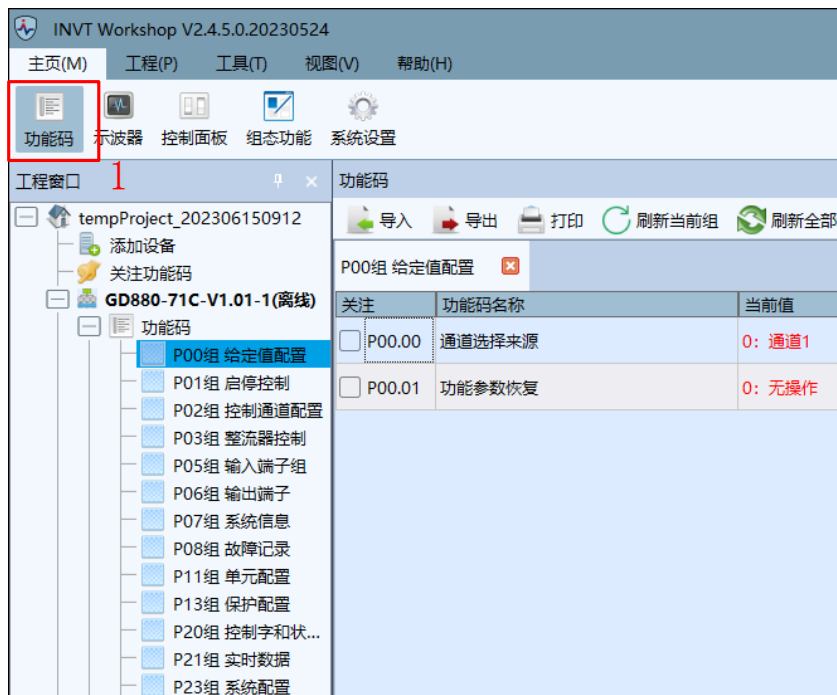 INVT Workshop V2.4.5.0.20230524
主页(M) 工程(P) 工具(T) 视图(V) 帮助(H)
功能码 示波器 控制面板 组态功能 系统设置
1
工程窗口
功能码
导入 导出 打印 刷新当前组 刷新全部
tempProject_202306150912
添加设备
关注功能码
GD880-71C-V1.01-1(离线)
功能码
P00组 给定值配置
P01组 启停控制
P02组 控制通道配置
P03组 整流器控制
P05组 输入端子组
P06组 输出端子
P07组 系统信息
P08组 故障记录
P11组 单元配置
P13组 保护配置
P20组 控制字和状...
P21组 实时数据
P23组 系统配置
P00组 给定值配置
关注 功能码名称 当前值
P00.00 通道选择来源 0: 通道1
P00.01 功能参数恢复 0: 无操作